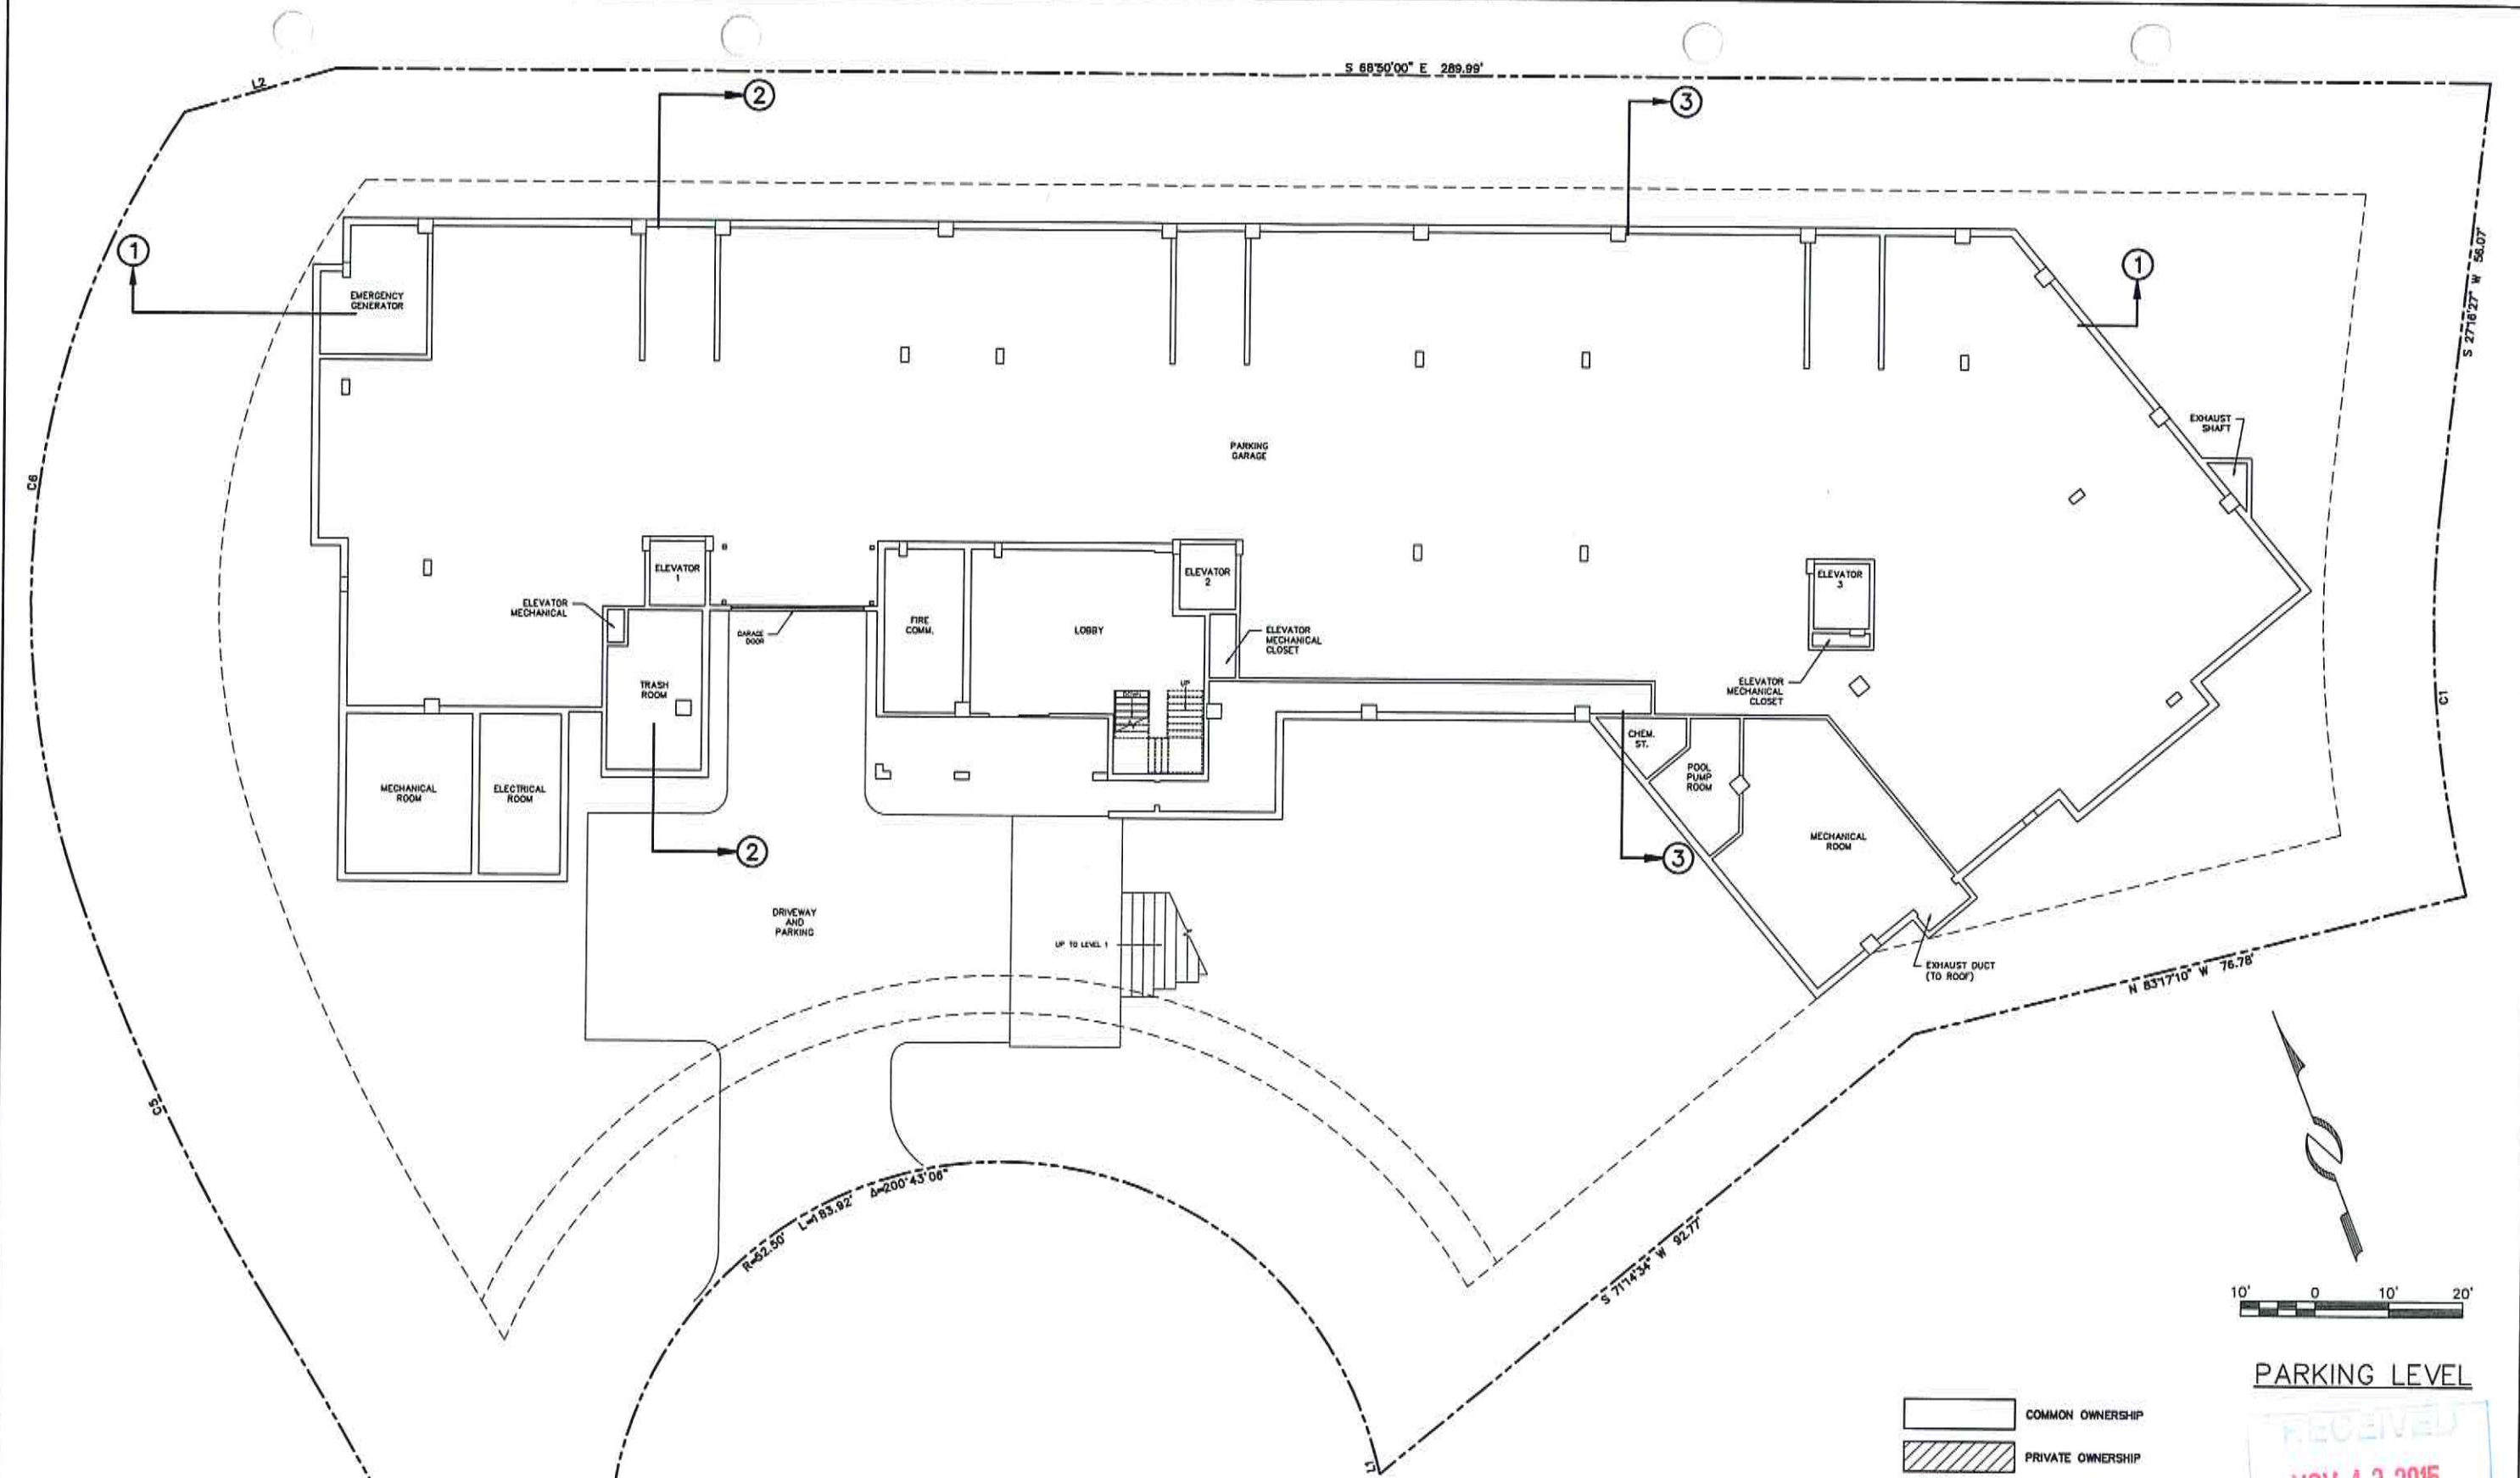 S 68°50'00" E 289.99'
L2
2
3
1
1
S 27°16'27" W 56.07'
EMERGENCY
GENERATOR
EXHAUST
SHAFT
PARKING
GARAGE
C6
ELEVATOR
1
ELEVATOR
2
ELEVATOR
3
ELEVATOR
MECHANICAL
GARAGE
DOOR
FIRE
COMM.
LOBBY
ELEVATOR
MECHANICAL
CLOSET
TRASH
ROOM
DOWN
UP
ELEVATOR
MECHANICAL
CLOSET
C1
CHEM.
ST.
POOL
PUMP
ROOM
MECHANICAL
ROOM
ELECTRICAL
ROOM
MECHANICAL
ROOM
2
3
DRIVEWAY
AND
PARKING
UP TO LEVEL 1
EXHAUST DUCT
(TO ROOF)
N 83°17'10" W 76.78'
C5
R=52.50' L=183.92' Δ=200°43'06"
S 71°14'34" W 92.77'
10' 0 10' 20'
PARKING LEVEL
COMMON OWNERSHIP
PRIVATE OWNERSHIP
L1
RECEIVED
NOV 2015